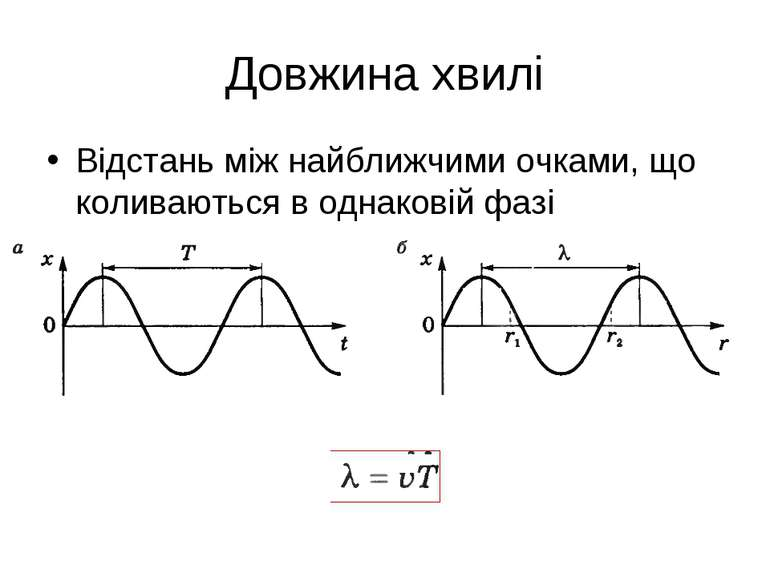 Довжина хвилі
• Відстань між найближчими очками, що
коливаються в однаковій фазі
а x T 0 t
б x λ 0 r₁ r₂ r
λ = υT